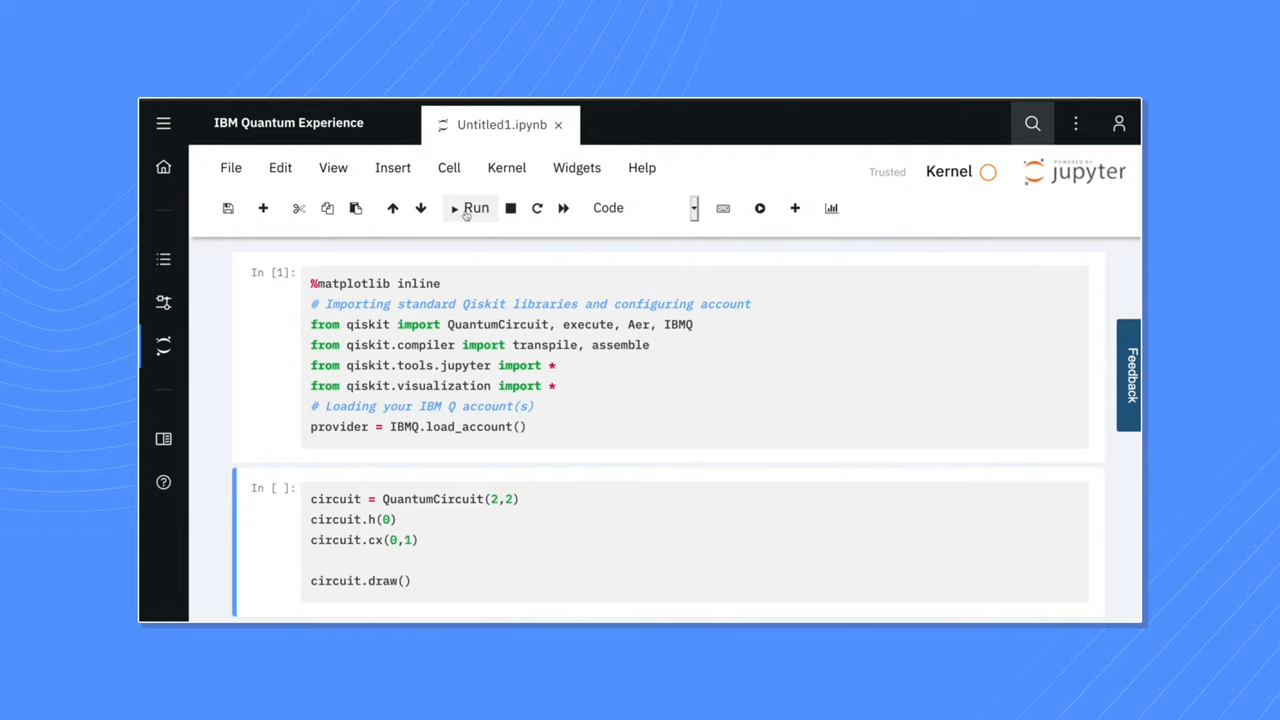 IBM Quantum Experience
Untitled1.ipynb ×
File Edit View Insert Cell Kernel Widgets Help
Trusted
Kernel
POWERED BY
jupyter
Run
Code
In [1]:
%matplotlib inline
# Importing standard Qiskit libraries and configuring account
from qiskit import QuantumCircuit, execute, Aer, IBMQ
from qiskit.compiler import transpile, assemble
from qiskit.tools.jupyter import *
from qiskit.visualization import *
# Loading your IBM Q account(s)
provider = IBMQ.load_account()
Feedback
In [ ]:
circuit = QuantumCircuit(2,2)
circuit.h(0)
circuit.cx(0,1)
circuit.draw()